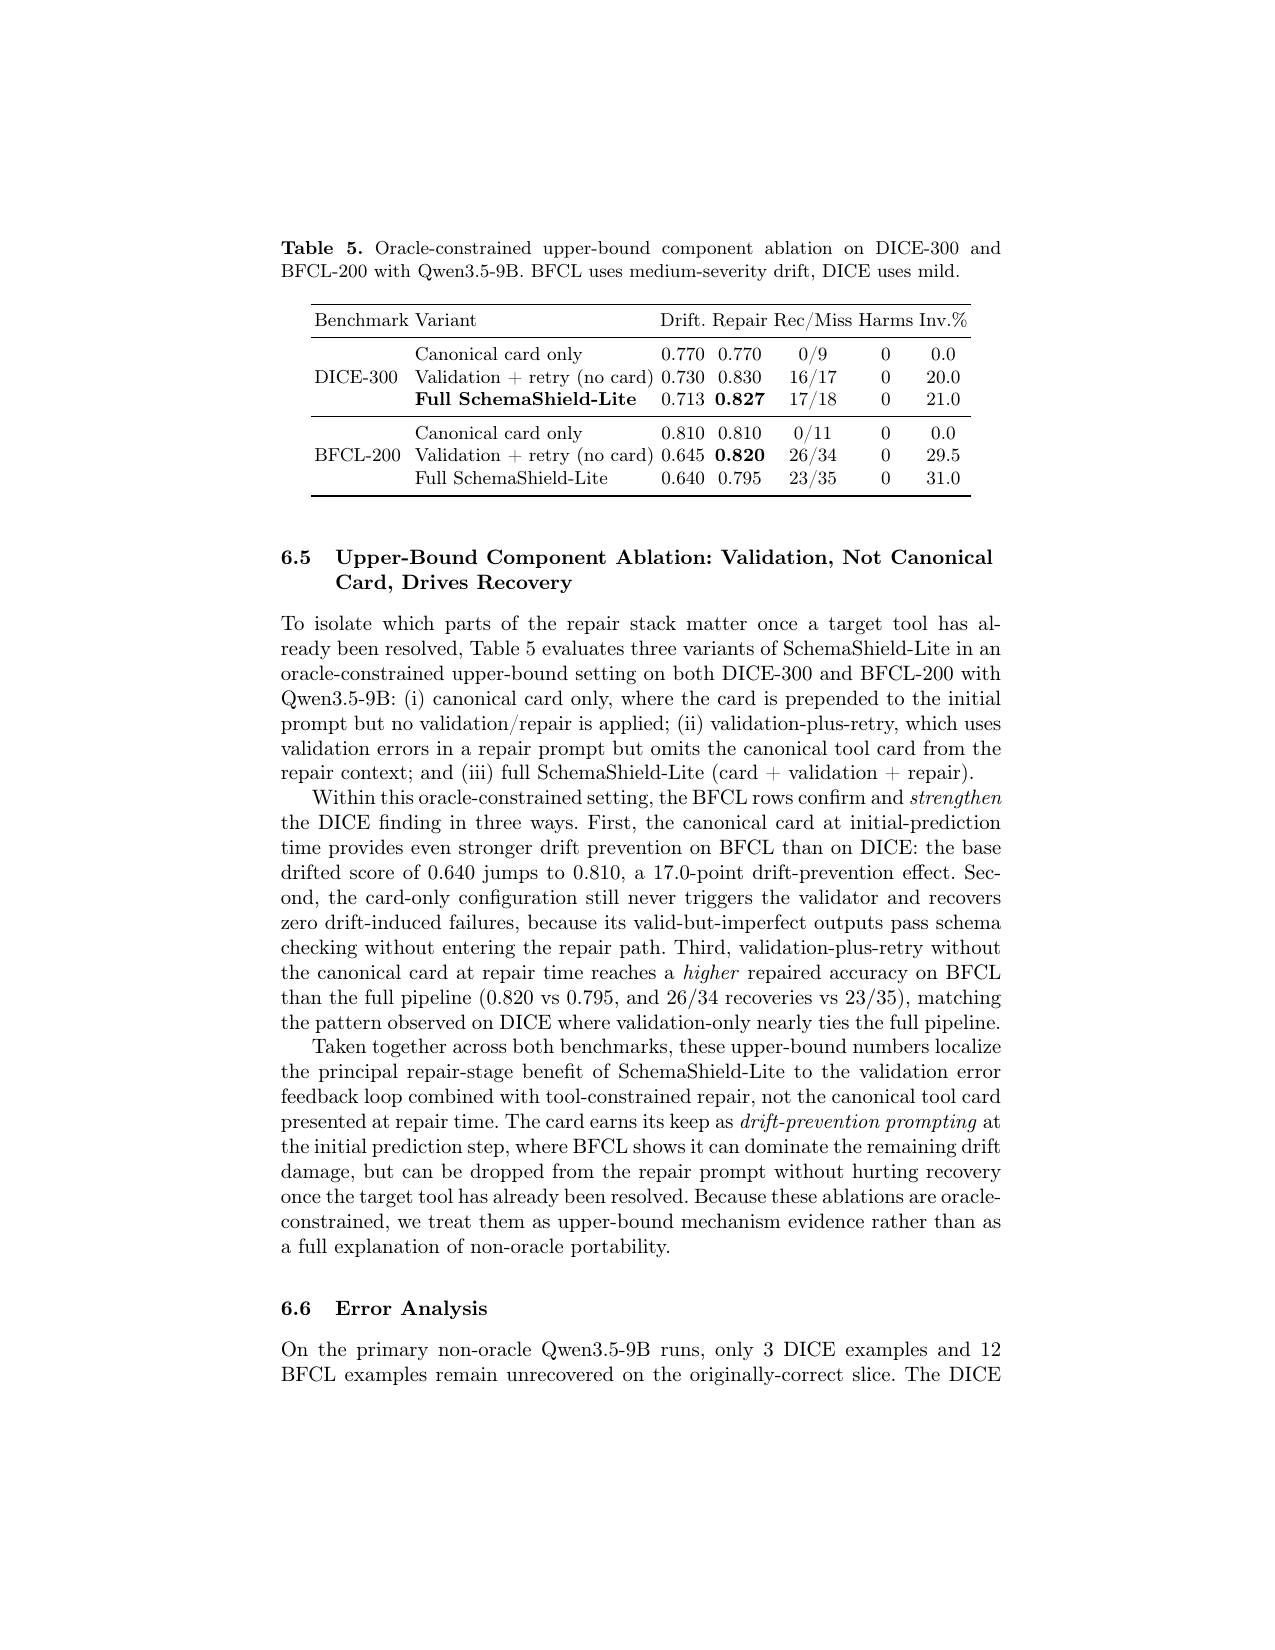 Table 5. Oracle-constrained upper-bound component ablation on DICE-300 and
BFCL-200 with Qwen3.5-9B. BFCL uses medium-severity drift, DICE uses mild.
Benchmark Variant Drift. Repair Rec/Miss Harms Inv.%
Canonical card only 0.770 0.770 0/9 0 0.0
DICE-300 Validation + retry (no card) 0.730 0.830 16/17 0 20.0
Full SchemaShield-Lite 0.713 0.827 17/18 0 21.0
Canonical card only 0.810 0.810 0/11 0 0.0
BFCL-200 Validation + retry (no card) 0.645 0.820 26/34 0 29.5
Full SchemaShield-Lite 0.640 0.795 23/35 0 31.0
6.5 Upper-Bound Component Ablation: Validation, Not Canonical
Card, Drives Recovery
To isolate which parts of the repair stack matter once a target tool has al-
ready been resolved, Table 5 evaluates three variants of SchemaShield-Lite in an
oracle-constrained upper-bound setting on both DICE-300 and BFCL-200 with
Qwen3.5-9B: (i) canonical card only, where the card is prepended to the initial
prompt but no validation/repair is applied; (ii) validation-plus-retry, which uses
validation errors in a repair prompt but omits the canonical tool card from the
repair context; and (iii) full SchemaShield-Lite (card + validation + repair).
Within this oracle-constrained setting, the BFCL rows confirm and strengthen
the DICE finding in three ways. First, the canonical card at initial-prediction
time provides even stronger drift prevention on BFCL than on DICE: the base
drifted score of 0.640 jumps to 0.810, a 17.0-point drift-prevention effect. Sec-
ond, the card-only configuration still never triggers the validator and recovers
zero drift-induced failures, because its valid-but-imperfect outputs pass schema
checking without entering the repair path. Third, validation-plus-retry without
the canonical card at repair time reaches a higher repaired accuracy on BFCL
than the full pipeline (0.820 vs 0.795, and 26/34 recoveries vs 23/35), matching
the pattern observed on DICE where validation-only nearly ties the full pipeline.
Taken together across both benchmarks, these upper-bound numbers localize
the principal repair-stage benefit of SchemaShield-Lite to the validation error
feedback loop combined with tool-constrained repair, not the canonical tool card
presented at repair time. The card earns its keep as drift-prevention prompting at
the initial prediction step, where BFCL shows it can dominate the remaining drift
damage, but can be dropped from the repair prompt without hurting recovery
once the target tool has already been resolved. Because these ablations are oracle-
constrained, we treat them as upper-bound mechanism evidence rather than as
a full explanation of non-oracle portability.
6.6 Error Analysis
On the primary non-oracle Qwen3.5-9B runs, only 3 DICE examples and 12
BFCL examples remain unrecovered on the originally-correct slice. The DICE